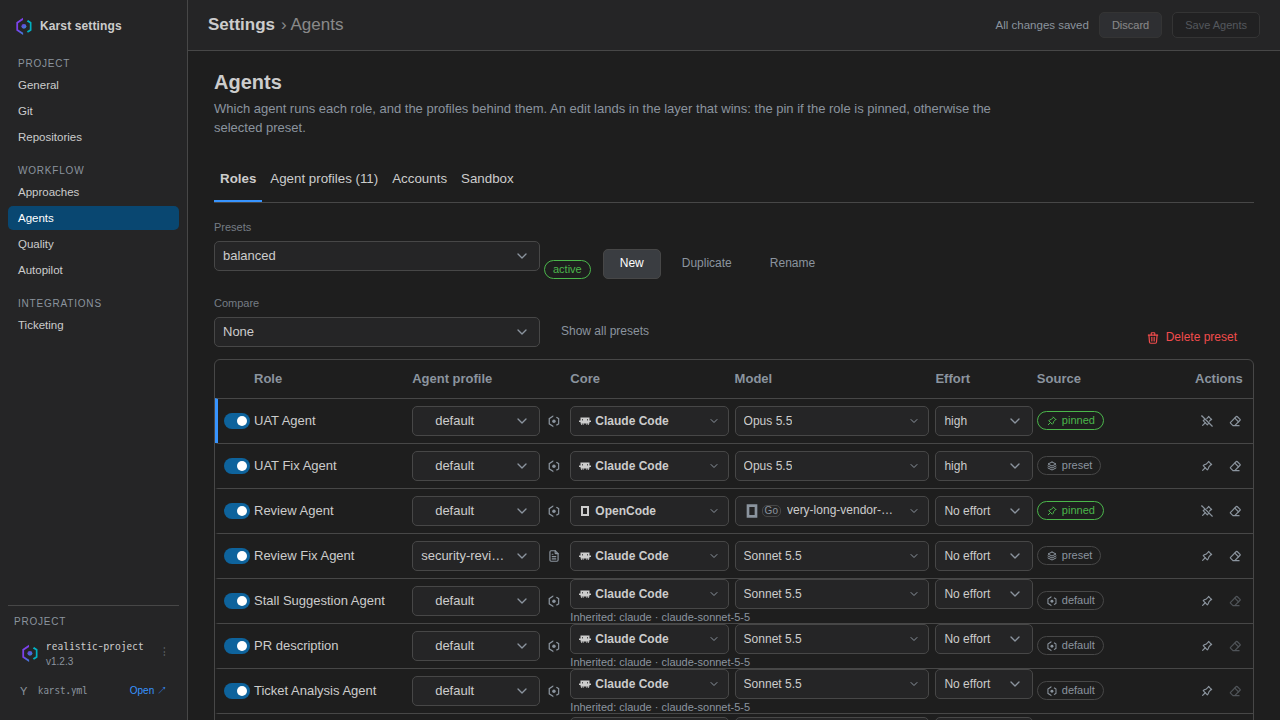 Karst settings
Settings › Agents
All changes saved
Discard
Save Agents
PROJECT
General
Git
Repositories
WORKFLOW
Approaches
Agents
Quality
Autopilot
INTEGRATIONS
Ticketing
PROJECT
realistic-project
v1.2.3
Y karst.yml
Open ↗
Agents
Which agent runs each role, and the profiles behind them. An edit lands in the layer that wins: the pin if the role is pinned, otherwise the
selected preset.
Roles Agent profiles (11) Accounts Sandbox
Presets
balanced active New Duplicate Rename
Compare
None Show all presets Delete preset
Role Agent profile Core Model Effort Source Actions
UAT Agent default Claude Code Opus 5.5 high pinned
UAT Fix Agent default Claude Code Opus 5.5 high preset
Review Agent default OpenCode Go very-long-vendor-… No effort pinned
Review Fix Agent security-revi… Claude Code Sonnet 5.5 No effort preset
Stall Suggestion Agent default Claude Code Sonnet 5.5 No effort default
Inherited: claude · claude-sonnet-5-5
PR description default Claude Code Sonnet 5.5 No effort default
Inherited: claude · claude-sonnet-5-5
Ticket Analysis Agent default Claude Code Sonnet 5.5 No effort default
Inherited: claude · claude-sonnet-5-5